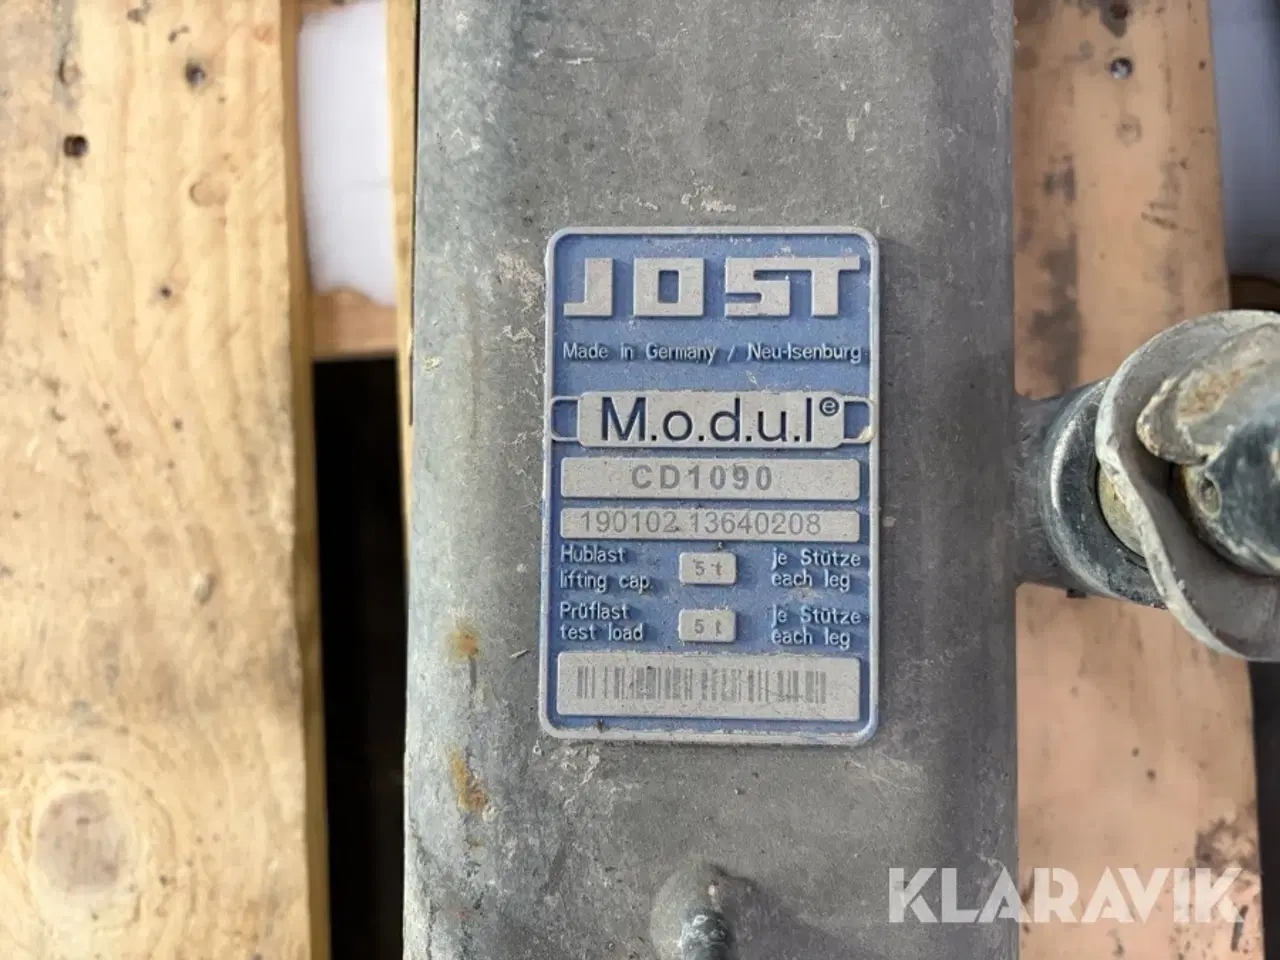 JOST
Made in Germany / Neu-Isenburg
M.o.d.u.l®
CD1090
190102 13640208
Hublast 5 t je Stütze
lifting cap. each leg
Prüflast 5 t je Stütze
test load each leg
KLARAVIK